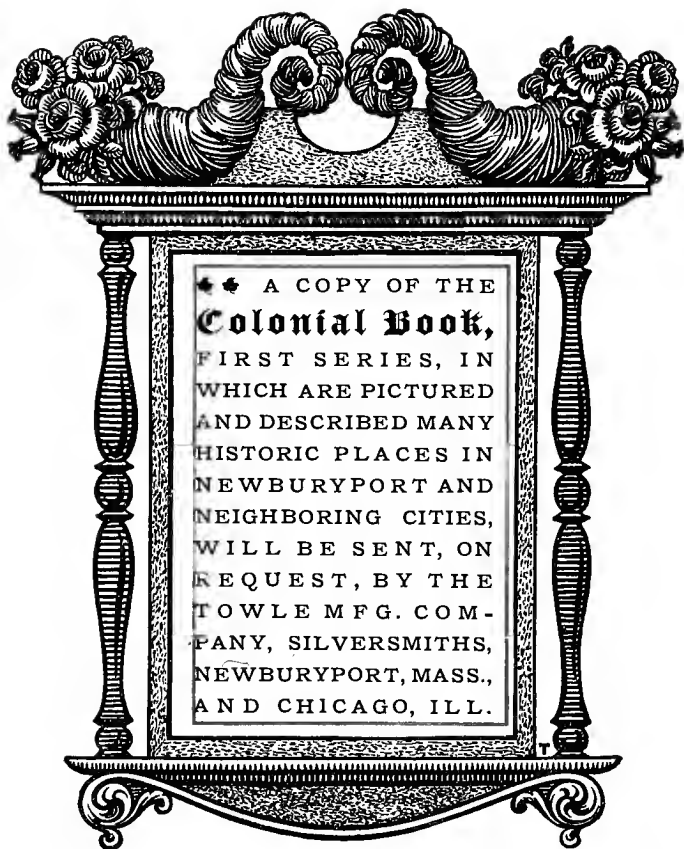 A COPY OF THE
Colonial Book,
FIRST SERIES, IN
WHICH ARE PICTURED
AND DESCRIBED MANY
HISTORIC PLACES IN
NEWBURYPORT AND
NEIGHBORING CITIES,
WILL BE SENT, ON
REQUEST, BY THE
TOWLE MFG. COM-
PANY, SILVERSMITHS,
NEWBURYPORT, MASS.,
AND CHICAGO, ILL.
T